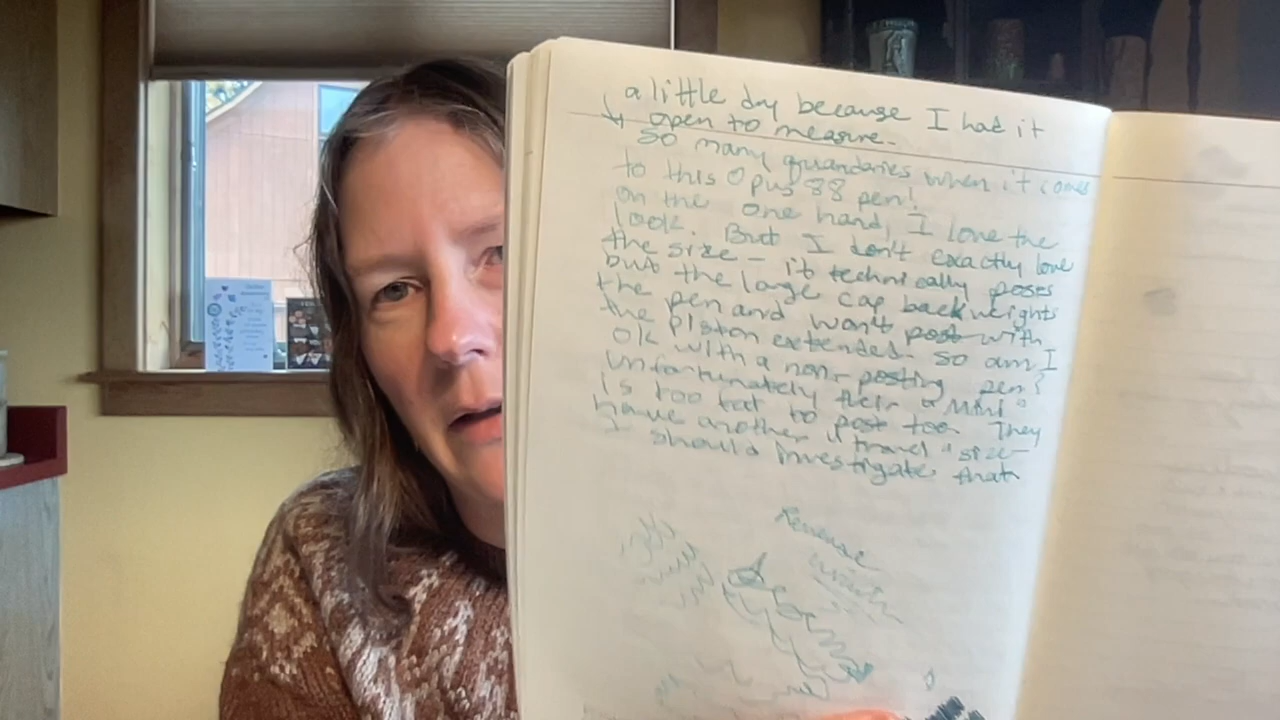 a little dry because I had it
open to measure.
So many quandaries when it comes
to this Opus 88 pen!
On the one hand, I love the
look. But I don't exactly love
the size - it technically posts
but the large cap backweights
the pen and won't post with
the piston extended. So am I
ok with a non-posting pen?
Unfortunately their "Mini"
is too fat to post too. They
have another "travel" size-
I should investigate that
Reverse